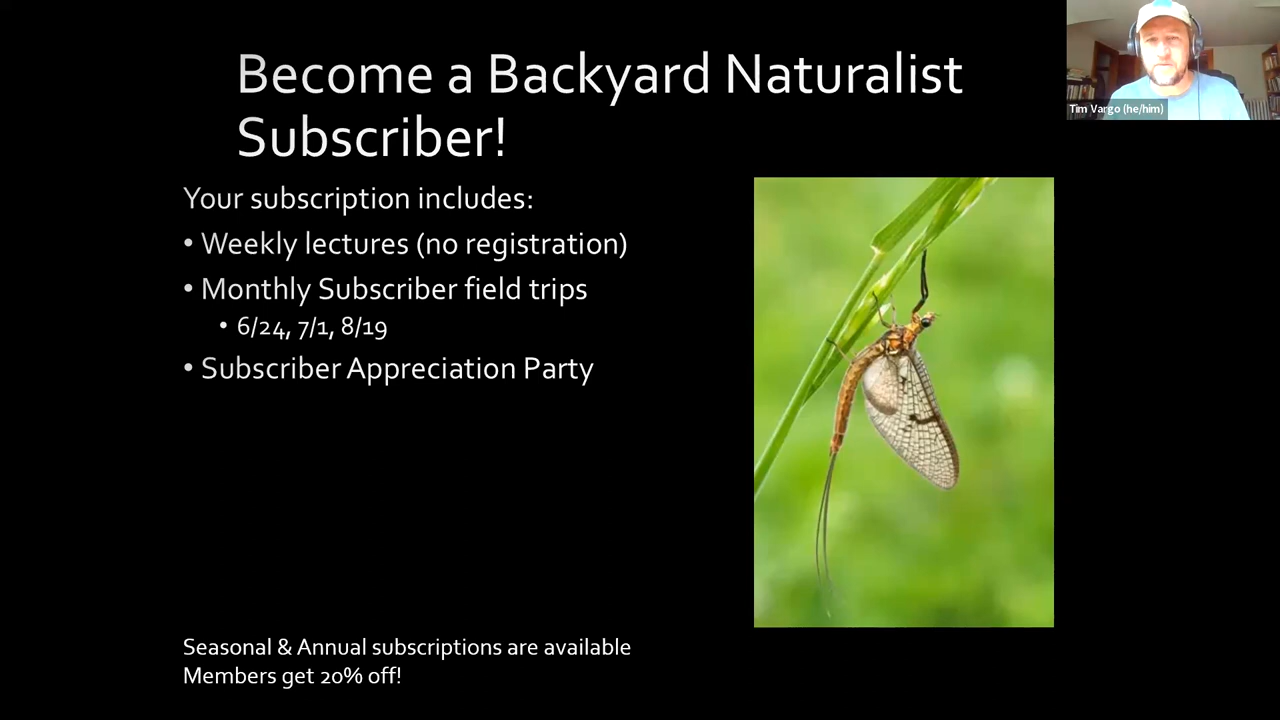 Become a Backyard Naturalist
Subscriber!
Tim Vargo (he/him)
Your subscription includes:
• Weekly lectures (no registration)
• Monthly Subscriber field trips
• 6/24, 7/1, 8/19
• Subscriber Appreciation Party
Seasonal & Annual subscriptions are available
Members get 20% off!